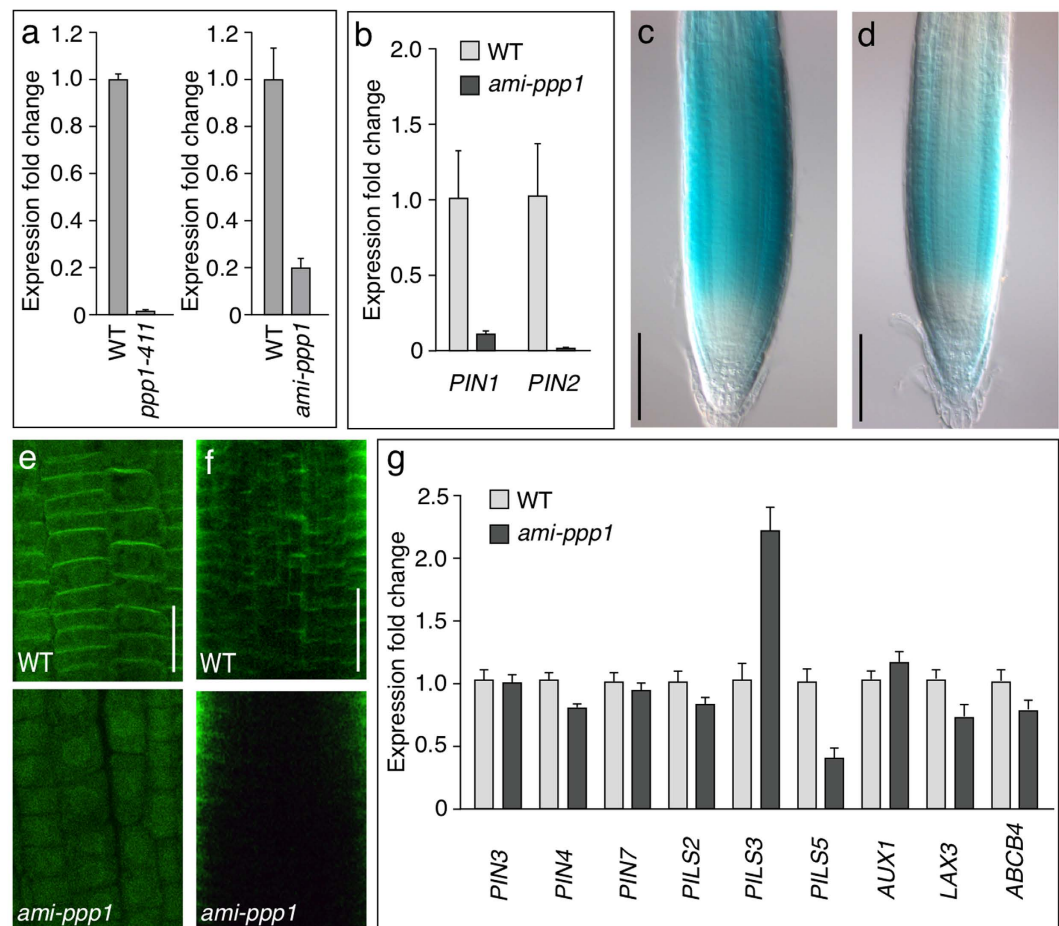 a
Expression fold change
1.2
1.0
0.8
0.6
0.4
0.2
0
WT
ppp1-411
Expression fold change
1.2
1.0
0.8
0.6
0.4
0.2
0
WT
ami-ppp1
b
Expression fold change
2.0
1.5
1.0
0.5
0
WT
ami-ppp1
PIN1 PIN2
c
d
e
WT
ami-ppp1
f
WT
ami-ppp1
g
Expression fold change
2.5
2.0
1.5
1.0
0.5
0
WT
ami-ppp1
PIN3
PIN4
PIN7
PILS2
PILS3
PILS5
AUX1
LAX3
ABCB4